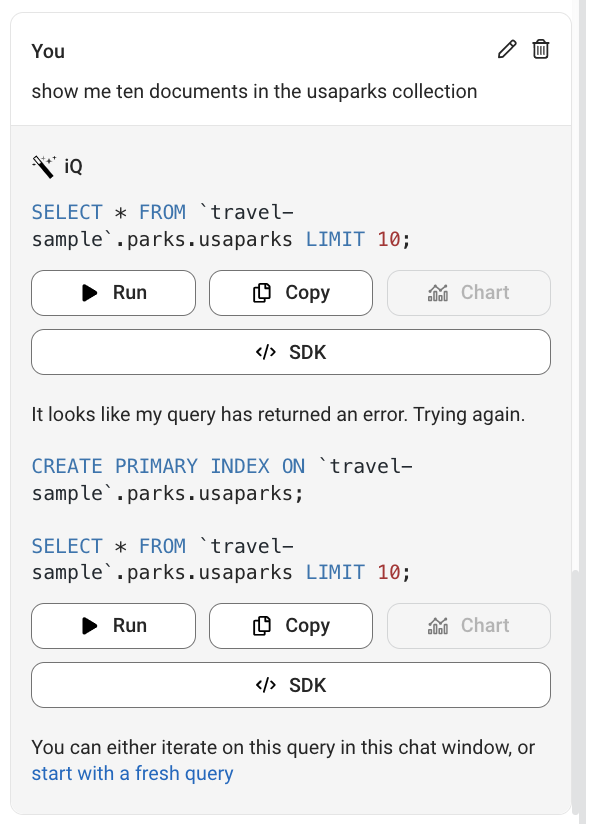 You
show me ten documents in the usaparks collection
iQ
SELECT * FROM `travel-
sample`.parks.usaparks LIMIT 10;
Run
Copy
Chart
SDK
It looks like my query has returned an error. Trying again.
CREATE PRIMARY INDEX ON `travel-
sample`.parks.usaparks;
SELECT * FROM `travel-
sample`.parks.usaparks LIMIT 10;
Run
Copy
Chart
SDK
You can either iterate on this query in this chat window, or
start with a fresh query